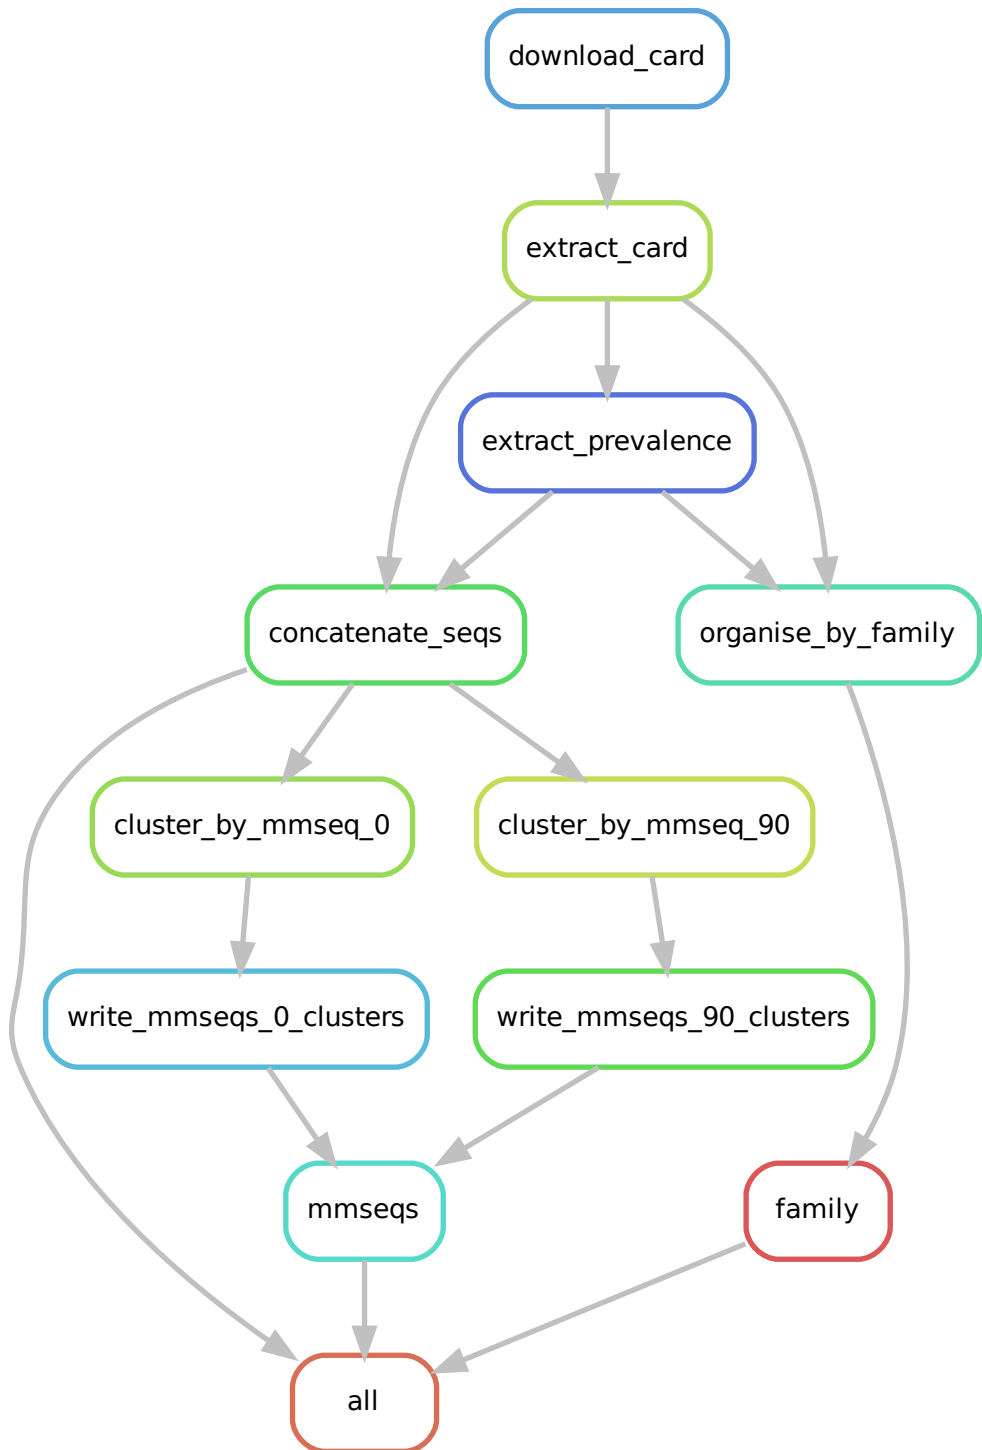 download_card
extract_card
extract_prevalence
concatenate_seqs
organise_by_family
cluster_by_mmseq_0
cluster_by_mmseq_90
write_mmseqs_0_clusters
write_mmseqs_90_clusters
mmseqs
family
all